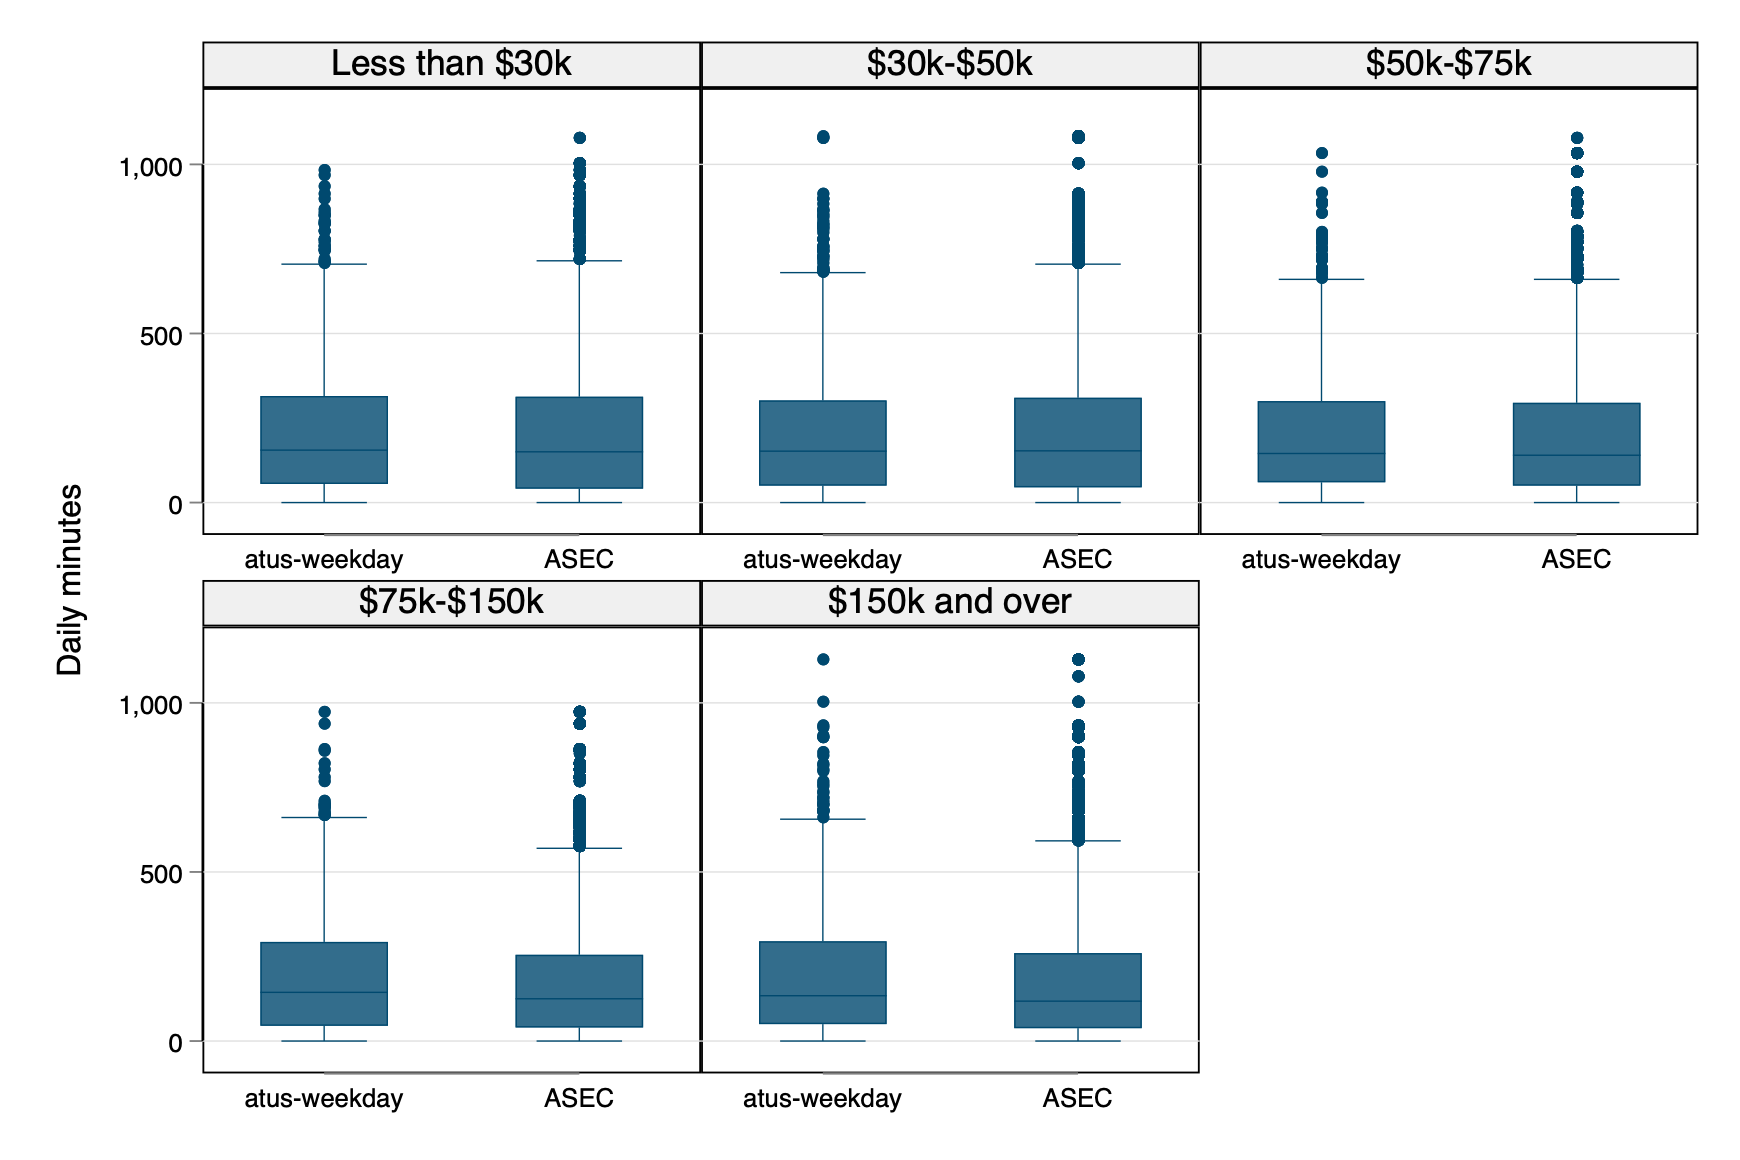 Less than $30k
$30k-$50k
$50k-$75k
1,000
500
0
atus-weekday
ASEC
atus-weekday
ASEC
atus-weekday
ASEC
Daily minutes
$75k-$150k
$150k and over
1,000
500
0
atus-weekday
ASEC
atus-weekday
ASEC